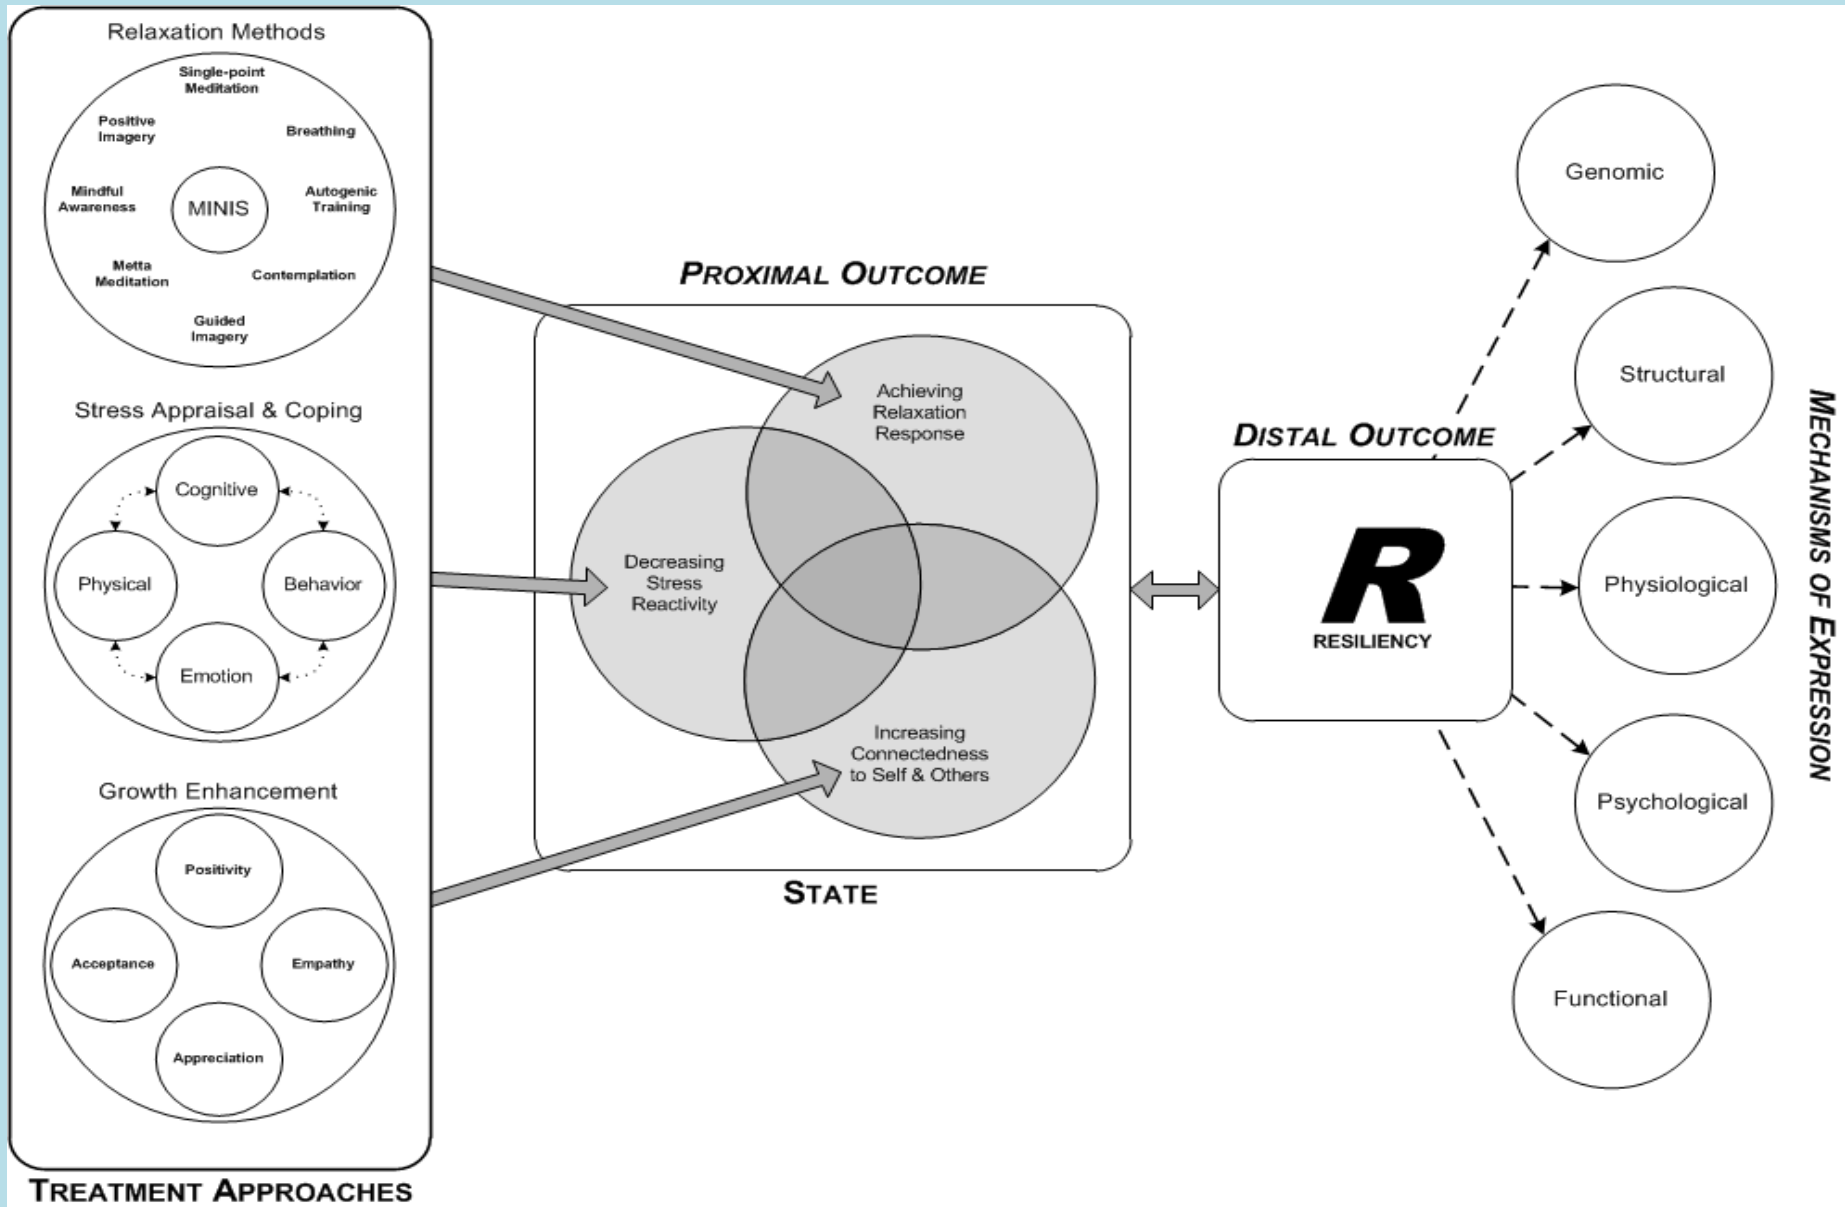 Relaxation Methods
Single-point
Meditation
Positive
Imagery
Breathing
Mindful
Awareness
MINIS
Autogenic
Training
Metta
Meditation
Contemplation
Guided
Imagery
Stress Appraisal & Coping
Cognitive
Physical
Behavior
Emotion
Growth Enhancement
Positivity
Acceptance
Empathy
Appreciation
TREATMENT APPROACHES
PROXIMAL OUTCOME
Achieving
Relaxation
Response
Decreasing
Stress
Reactivity
Increasing
Connectedness
to Self & Others
STATE
DISTAL OUTCOME
R
RESILIENCY
Genomic
Structural
Physiological
Psychological
Functional
MECHANISMS OF EXPRESSION